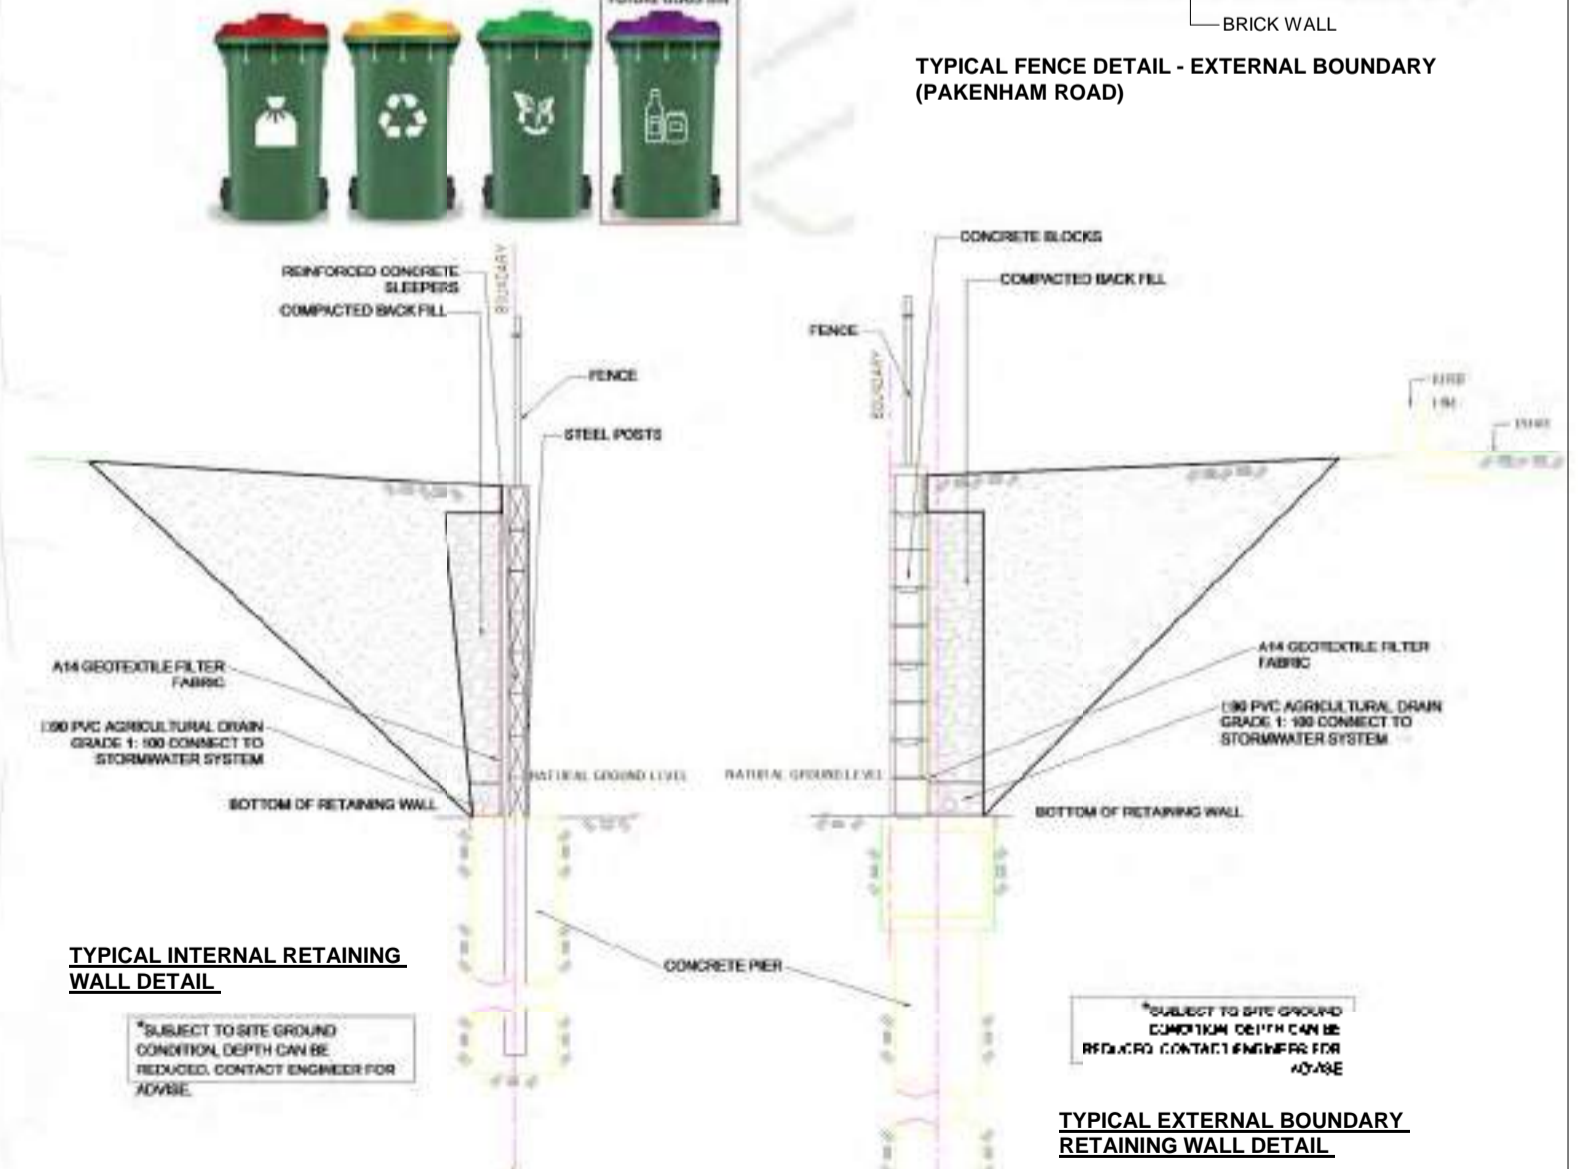 BRICK WALL
TYPICAL FENCE DETAIL - EXTERNAL BOUNDARY
(PAKENHAM ROAD)
REINFORCED CONCRETE
SLEEPERS
COMPACTED BACK FILL
BOUNDARY
FENCE
STEEL POSTS
A14 GEOTEXTILE FILTER
FABRIC
90 PVC AGRICULTURAL DRAIN
GRADE 1: 100 CONNECT TO
STORMWATER SYSTEM
BOTTOM OF RETAINING WALL
NATURAL GROUND LEVEL
CONCRETE BLOCKS
COMPACTED BACK FILL
FENCE
BOUNDARY
A14 GEOTEXTILE FILTER
FABRIC
90 PVC AGRICULTURAL DRAIN
GRADE 1: 100 CONNECT TO
STORMWATER SYSTEM
NATURAL GROUND LEVEL
BOTTOM OF RETAINING WALL
CONCRETE PIER
TYPICAL INTERNAL RETAINING
WALL DETAIL
*SUBJECT TO SITE GROUND
CONDITION, DEPTH CAN BE
REDUCED. CONTACT ENGINEER FOR
ADVISE.
*SUBJECT TO SITE GROUND
CONDITION, DEPTH CAN BE
REDUCED. CONTACT ENGINEER FOR
ADVISE
TYPICAL EXTERNAL BOUNDARY
RETAINING WALL DETAIL